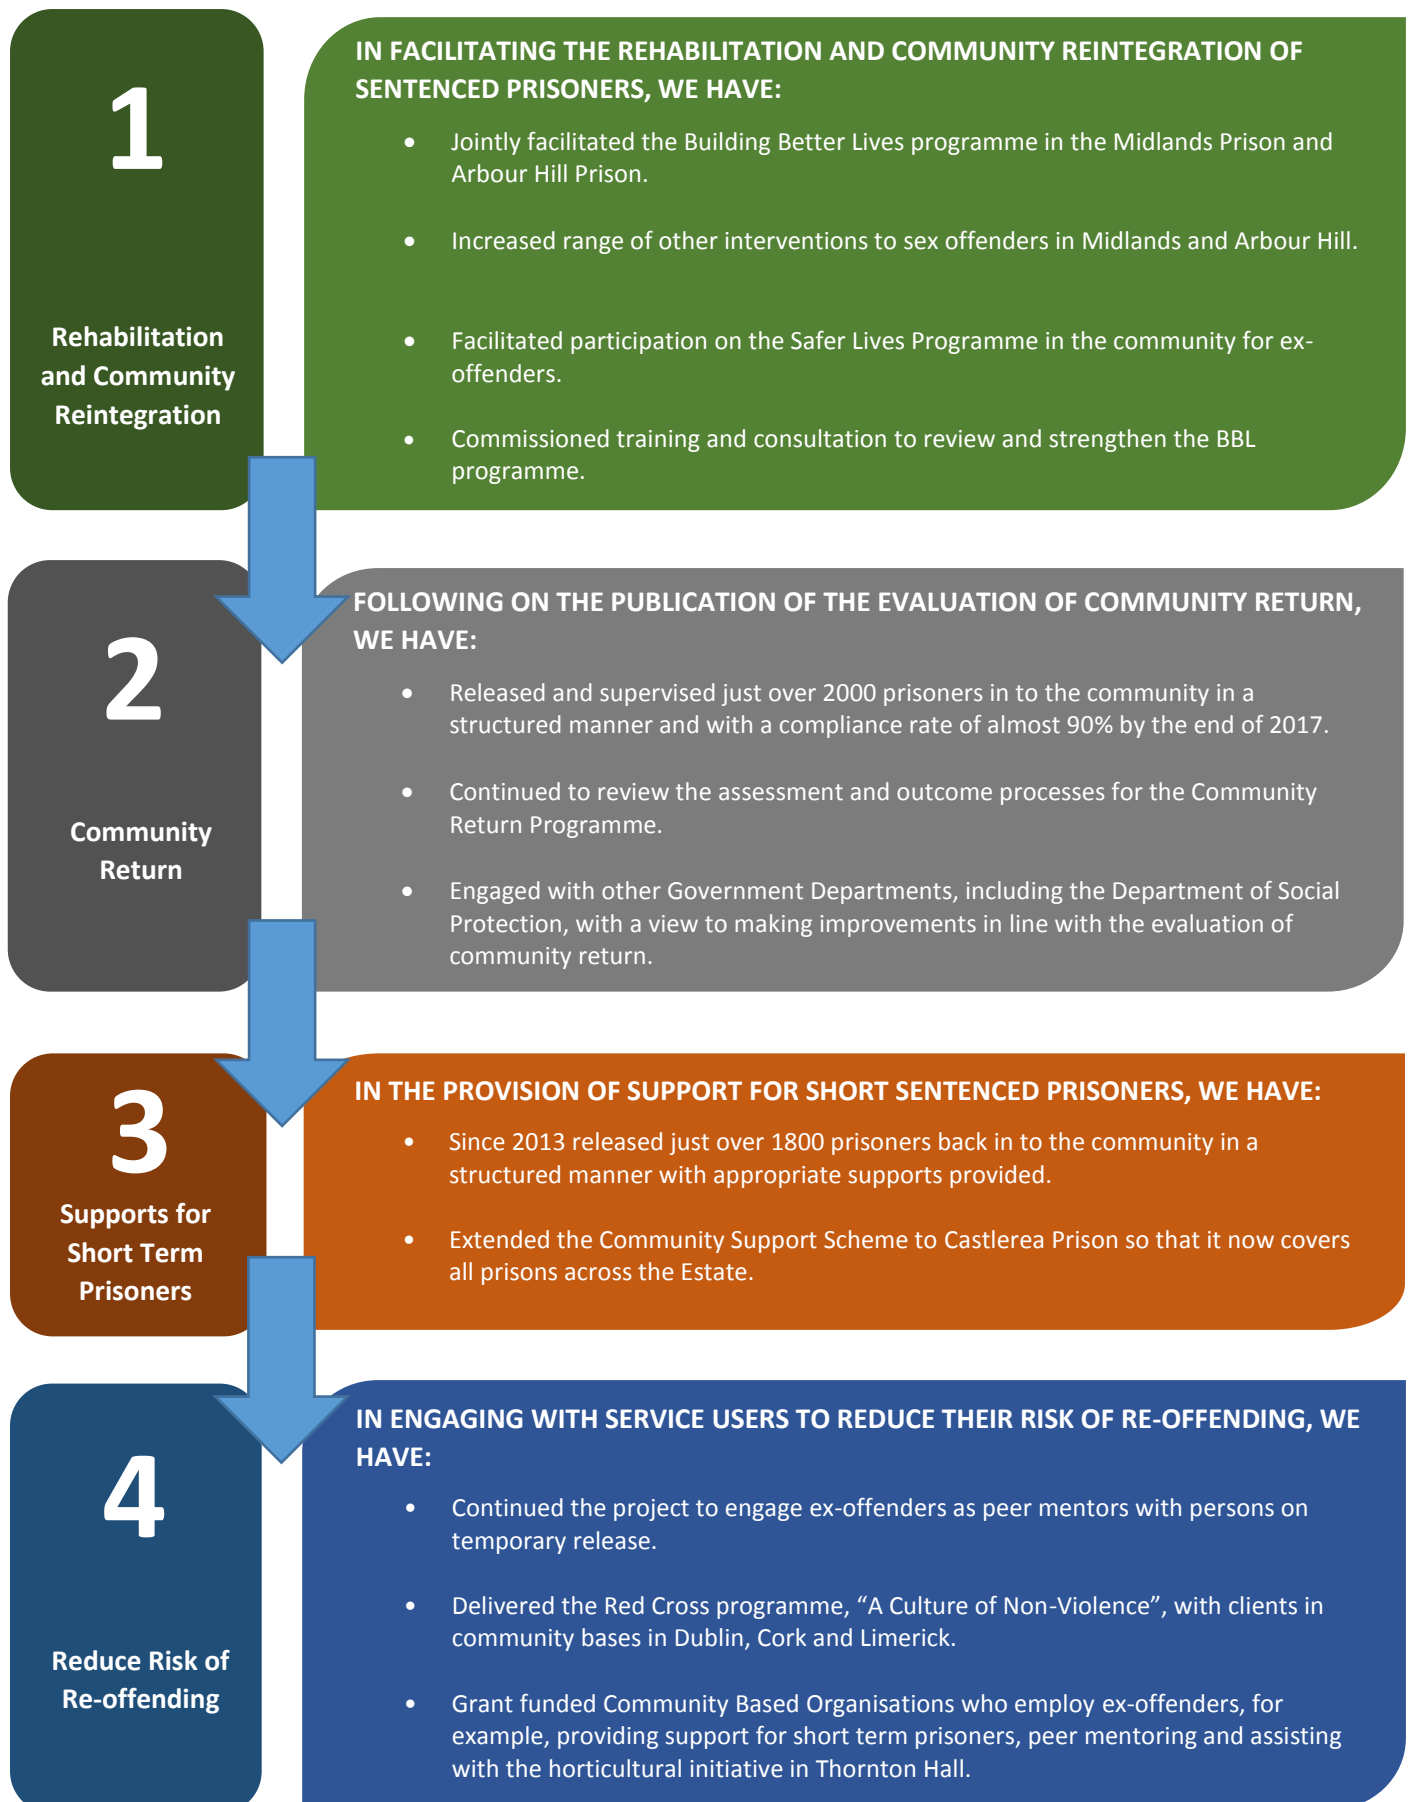 1
Rehabilitation
and Community
Reintegration
IN FACILITATING THE REHABILITATION AND COMMUNITY REINTEGRATION OF
SENTENCED PRISONERS, WE HAVE:
• Jointly facilitated the Building Better Lives programme in the Midlands Prison and
Arbour Hill Prison.
• Increased range of other interventions to sex offenders in Midlands and Arbour Hill.
• Facilitated participation on the Safer Lives Programme in the community for ex-
offenders.
• Commissioned training and consultation to review and strengthen the BBL
programme.
2
Community
Return
FOLLOWING ON THE PUBLICATION OF THE EVALUATION OF COMMUNITY RETURN,
WE HAVE:
• Released and supervised just over 2000 prisoners in to the community in a
structured manner and with a compliance rate of almost 90% by the end of 2017.
• Continued to review the assessment and outcome processes for the Community
Return Programme.
• Engaged with other Government Departments, including the Department of Social
Protection, with a view to making improvements in line with the evaluation of
community return.
3
Supports for
Short Term
Prisoners
IN THE PROVISION OF SUPPORT FOR SHORT SENTENCED PRISONERS, WE HAVE:
• Since 2013 released just over 1800 prisoners back in to the community in a
structured manner with appropriate supports provided.
• Extended the Community Support Scheme to Castlerea Prison so that it now covers
all prisons across the Estate.
4
Reduce Risk of
Re-offending
IN ENGAGING WITH SERVICE USERS TO REDUCE THEIR RISK OF RE-OFFENDING, WE
HAVE:
• Continued the project to engage ex-offenders as peer mentors with persons on
temporary release.
• Delivered the Red Cross programme, “A Culture of Non-Violence”, with clients in
community bases in Dublin, Cork and Limerick.
• Grant funded Community Based Organisations who employ ex-offenders, for
example, providing support for short term prisoners, peer mentoring and assisting
with the horticultural initiative in Thornton Hall.